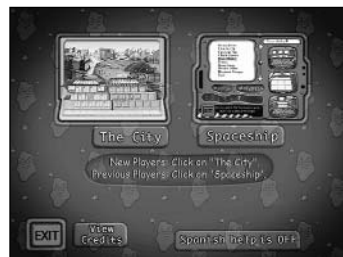 The City
Spaceship
New Players: Click on "The City".
Previous Players: Click on "Spaceship".
EXIT
View
Credits
Spanish help is OFF